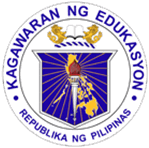 KAGAWARAN NG EDUKASYON
REPUBLIKA NG PILIPINAS